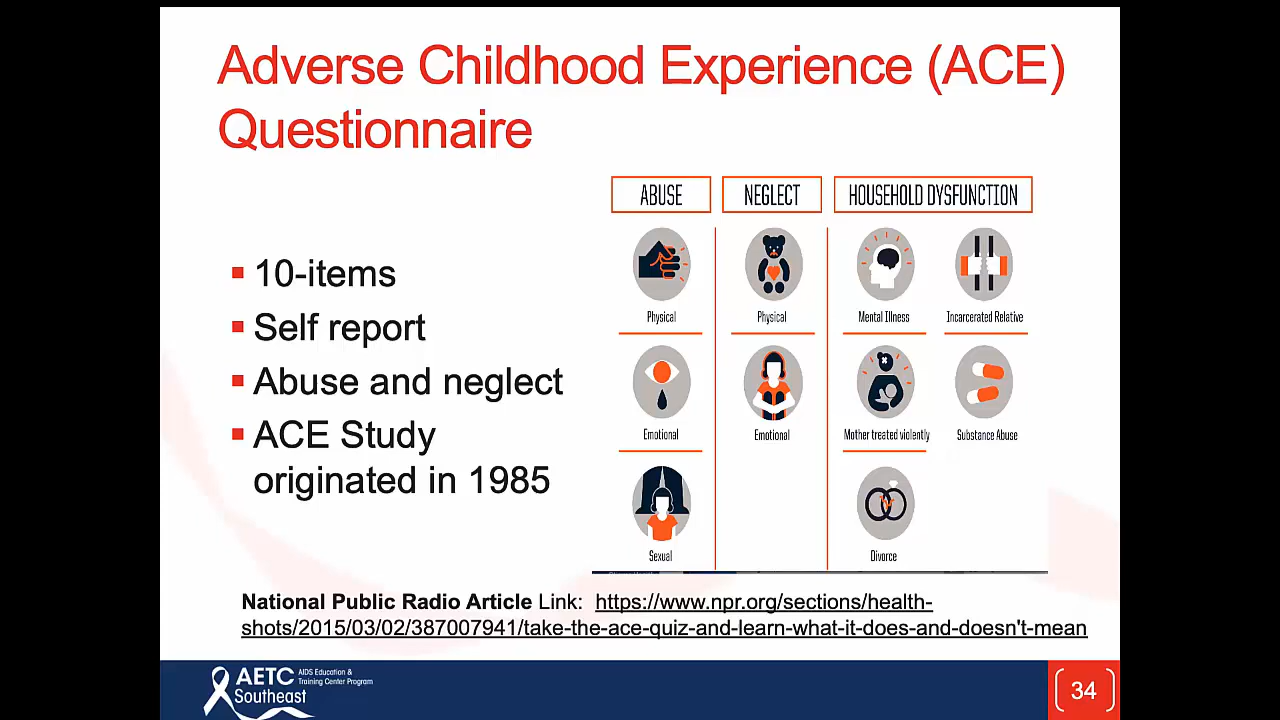 Adverse Childhood Experience (ACE)
Questionnaire
▪ 10-items
▪ Self report
▪ Abuse and neglect
▪ ACE Study
originated in 1985
ABUSE
NEGLECT
HOUSEHOLD DYSFUNCTION
Physical
Physical
Mental Illness
Incarcerated Relative
Emotional
Emotional
Mother treated violently
Substance Abuse
Sexual
Divorce
National Public Radio Article Link: https://www.npr.org/sections/health-
shots/2015/03/02/387007941/take-the-ace-quiz-and-learn-what-it-does-and-doesn't-mean
AETC
Southeast
AIDS Education &
Training Center Program
34